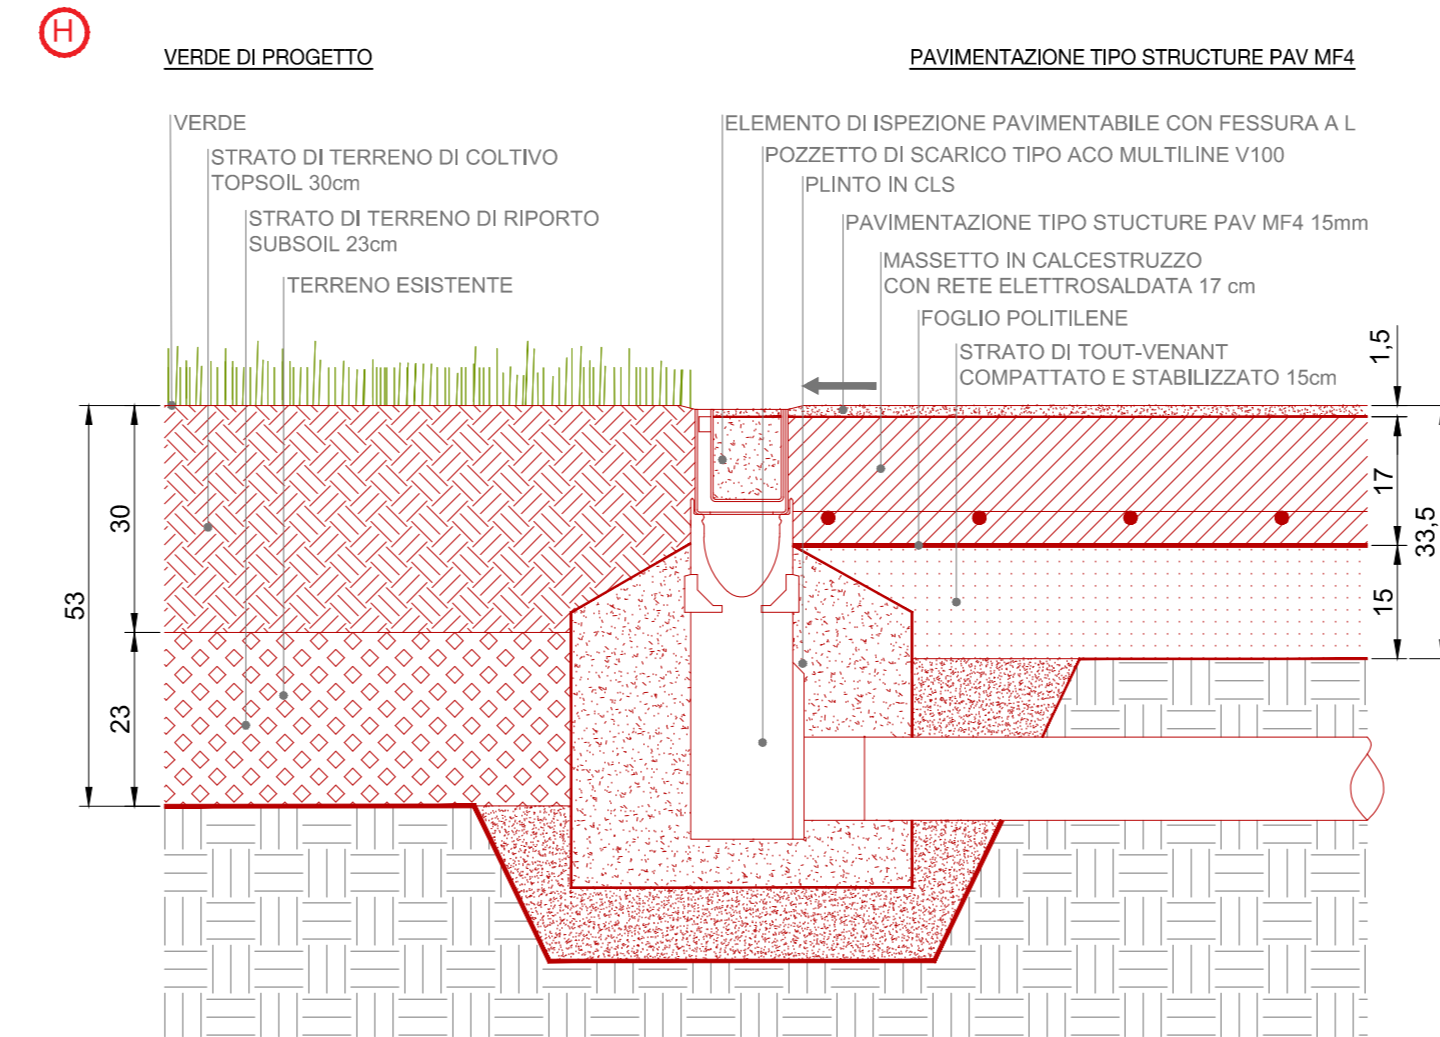 H
VERDE DI PROGETTO
PAVIMENTAZIONE TIPO STRUCTURE PAV MF4
VERDE
STRATO DI TERRENO DI COLTIVO
TOPSOIL 30cm
STRATO DI TERRENO DI RIPORTO
SUBSOIL 23cm
TERRENO ESISTENTE
ELEMENTO DI ISPEZIONE PAVIMENTABILE CON FESSURA A L
POZZETTO DI SCARICO TIPO ACO MULTILINE V100
PLINTO IN CLS
PAVIMENTAZIONE TIPO STUCTURE PAV MF4 15mm
MASSETTO IN CALCESTRUZZO
CON RETE ELETTROSALDATA 17 cm
FOGLIO POLITILENE
STRATO DI TOUT-VENANT
COMPATTATO E STABILIZZATO 15cm
53
30
23
1,5
17
15
33,5